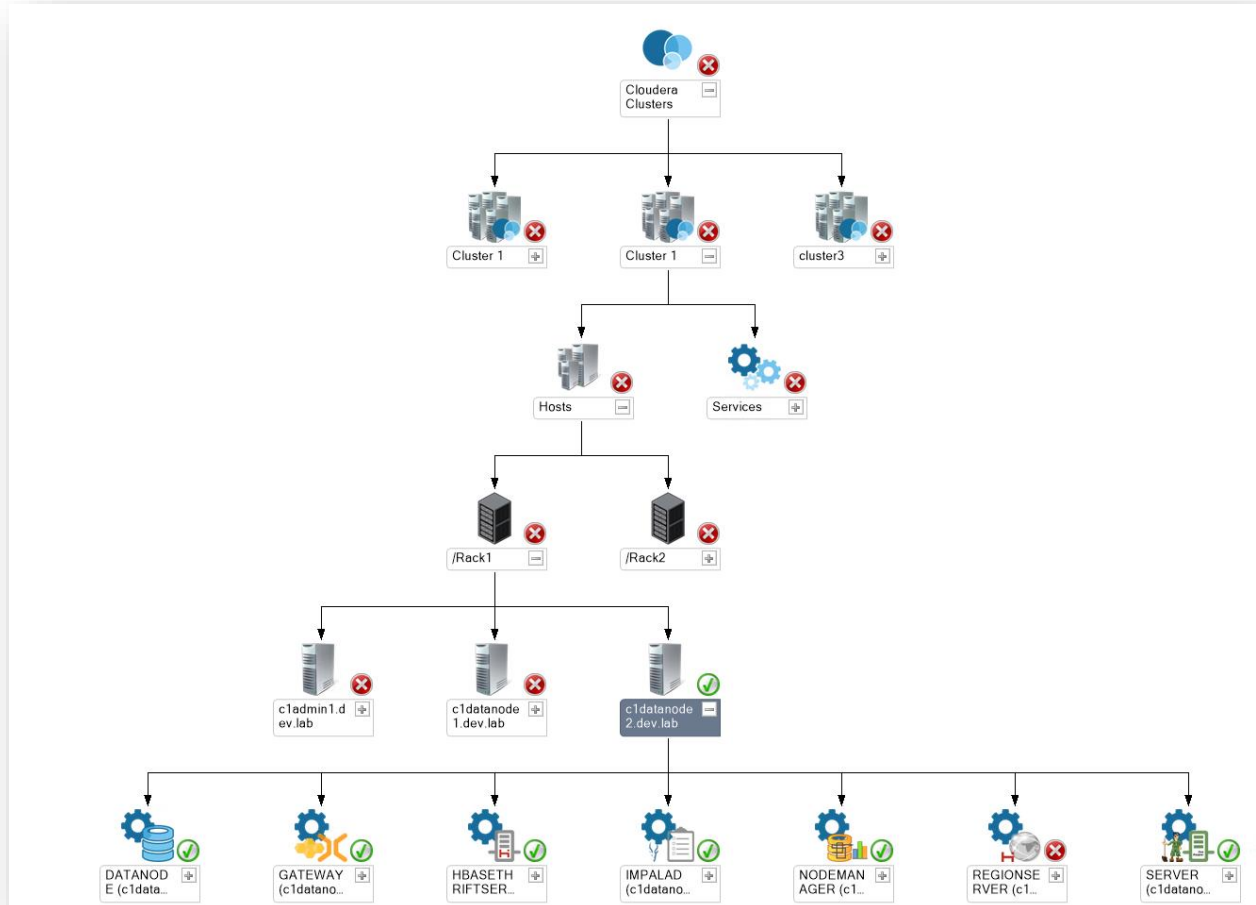 Cloudera
Clusters
Cluster 1
Cluster 1
cluster3
Hosts
Services
/Rack1
/Rack2
c1admin1.d
ev.lab
c1datanode
1.dev.lab
c1datanode
2.dev.lab
DATANOD
E (c1data...
GATEWAY
(c1datano...
HBASETH
RIFTSER...
IMPALAD
(c1datano...
NODEMAN
AGER (c1...
REGIONSE
RVER (c1...
SERVER
(c1datano...